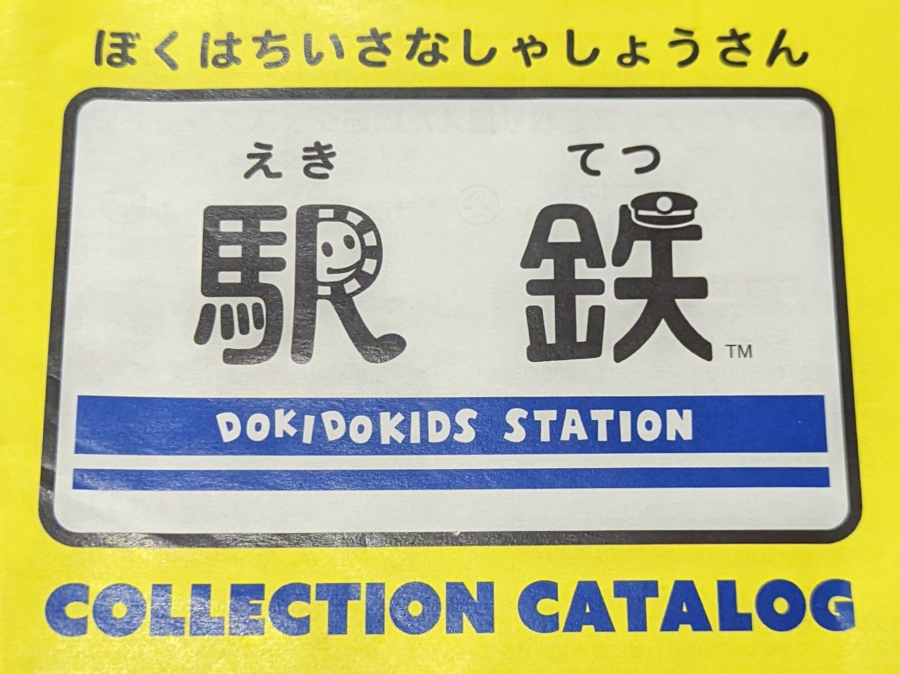 ぼくはちいさなしゃしょうさん
えき てつ
駅 鉄 TM
DOKIDOKIDS STATION
COLLECTION CATALOG